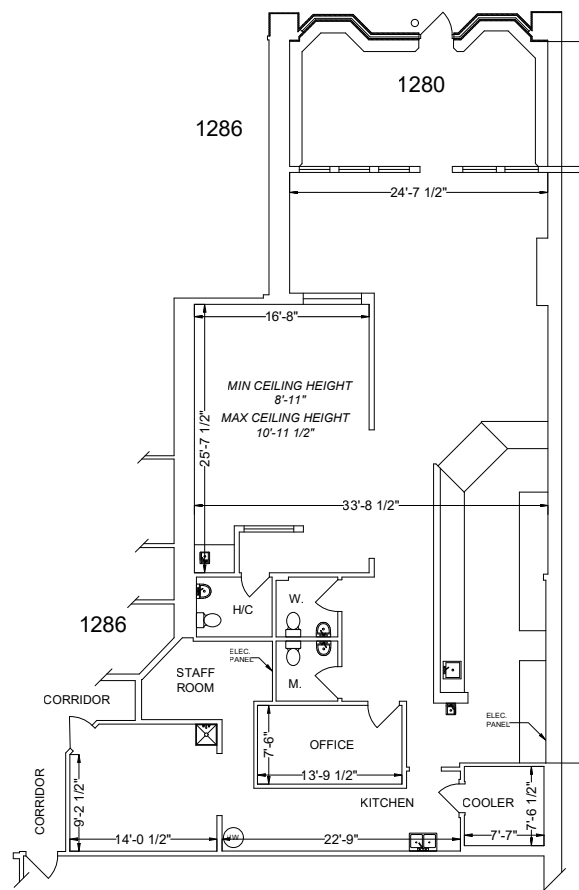 1280
1286
24'-7 1/2"
16'-8"
MIN CEILING HEIGHT
8'-11"
MAX CEILING HEIGHT
10'-11 1/2"
25'-7 1/2"
33'-8 1/2"
H/C
W.
1286
ELEC.
PANEL
STAFF
ROOM
M.
CORRIDOR
ELEC.
PANEL
7'-6"
OFFICE
13'-9 1/2"
9'-2 1/2"
KITCHEN
COOLER
7'-6 1/2"
CORRIDOR
14'-0 1/2"
HW
22'-9"
7'-7"